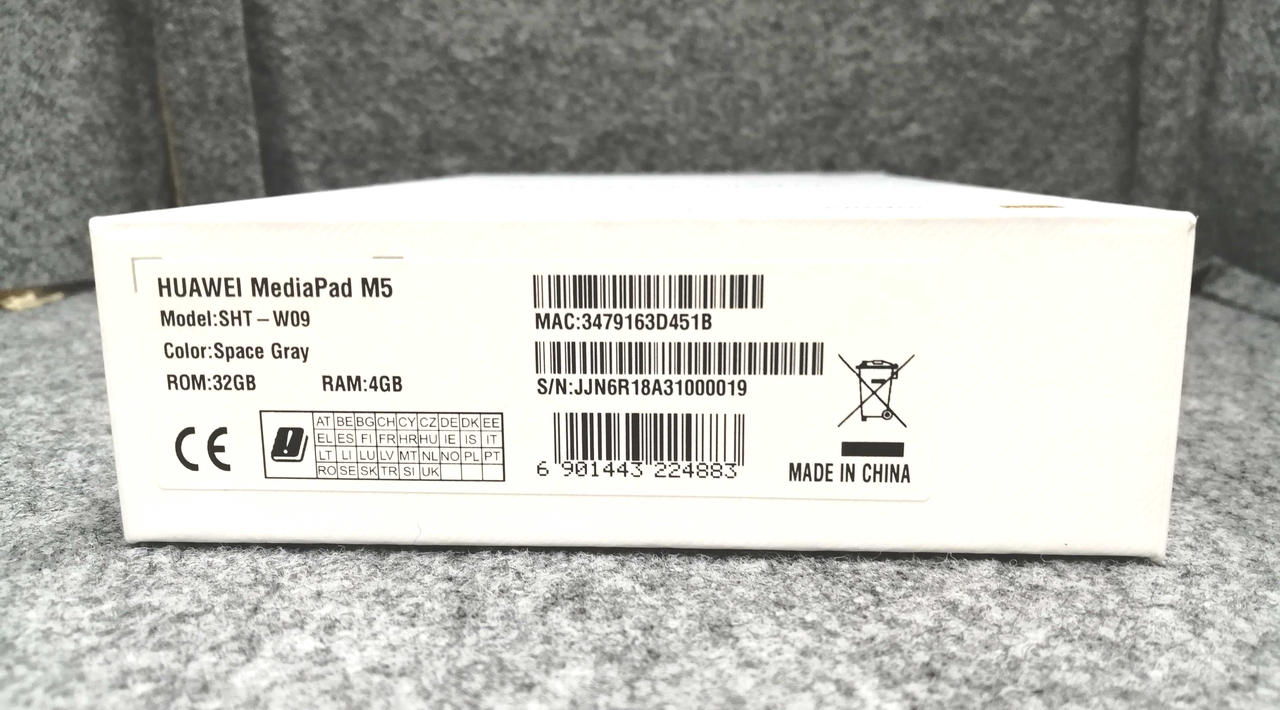 HUAWEI MediaPad M5
Model:SHT-W09
Color:Space Gray
ROM:32GB RAM:4GB
CE
AT BE BG CH CY CZ DE DK EE
EL ES FI FR HR HU IE IS IT
LT LI LU LV MT NL NO PL PT
RO SE SK TR SI UK
MAC:3479163D451B
S/N:JJN6R18A31000019
6 901443 224883
MADE IN CHINA